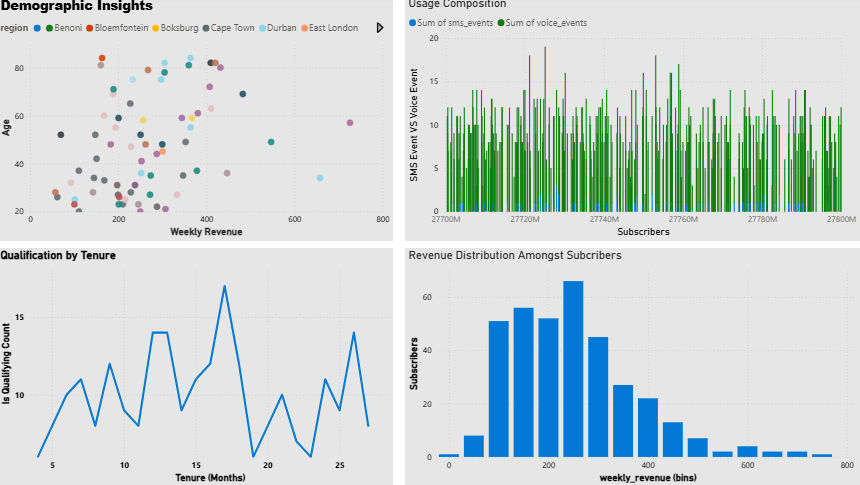 Demographic Insights
region Benoni Bloemfontein Boksburg Cape Town Durban East London
80
60
40
20
Age
0 200 400 600 800
Weekly Revenue
Usage Composition
Sum of sms_events Sum of voice_events
20
15
10
5
0
SMS Event VS Voice Event
27700M 27720M 27740M 27760M 27780M 27800M
Subscribers
Qualification by Tenure
15
10
Is Qualifying Count
5 10 15 20 25
Tenure (Months)
Revenue Distribution Amongst Subcribers
60
40
20
0
Subscribers
0 200 400 600 800
weekly_revenue (bins)